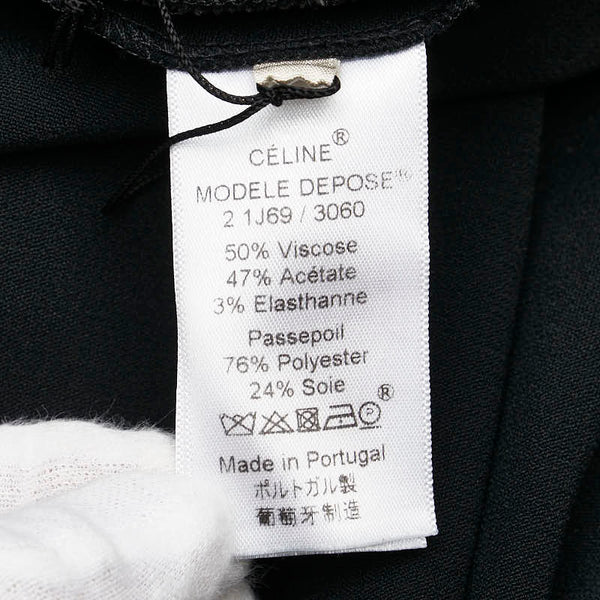 CÉLINE®
MODELE DEPOSE™
2 1J69 / 3060
50% Viscose
47% Acétate
3% Elasthanne
Passepoil
76% Polyester
24% Soie
P ®
Made in Portugal
ポルトガル製
葡萄牙制造